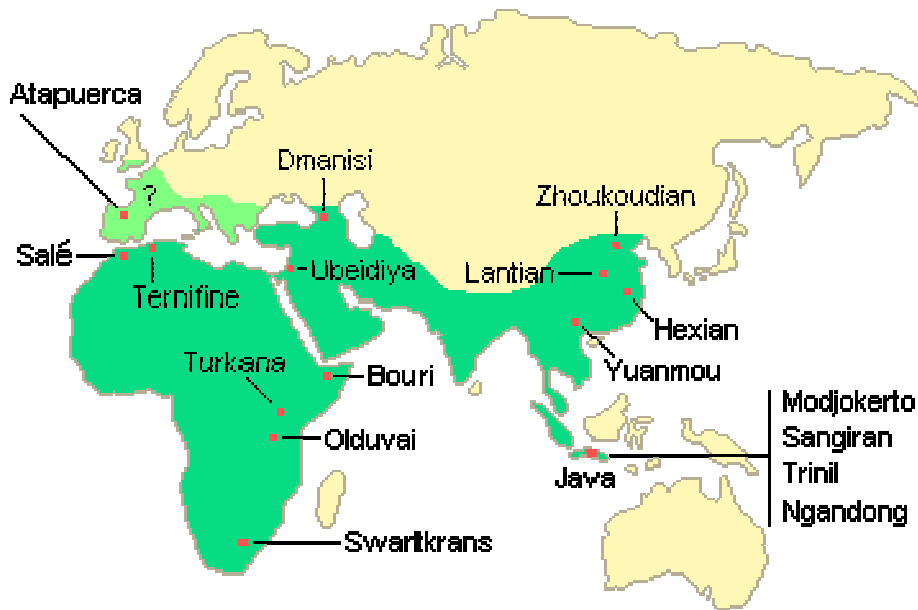 Atapuerca
Dmanisi
?
Zhoukoudian
Salé
Ubeidiya
Lantian
Ternifine
Hexian
Turkana
Bouri
Yuanmou
Modjokerto
Olduvai
Sangiran
Java
Trinil
Ngandong
Swartkrans